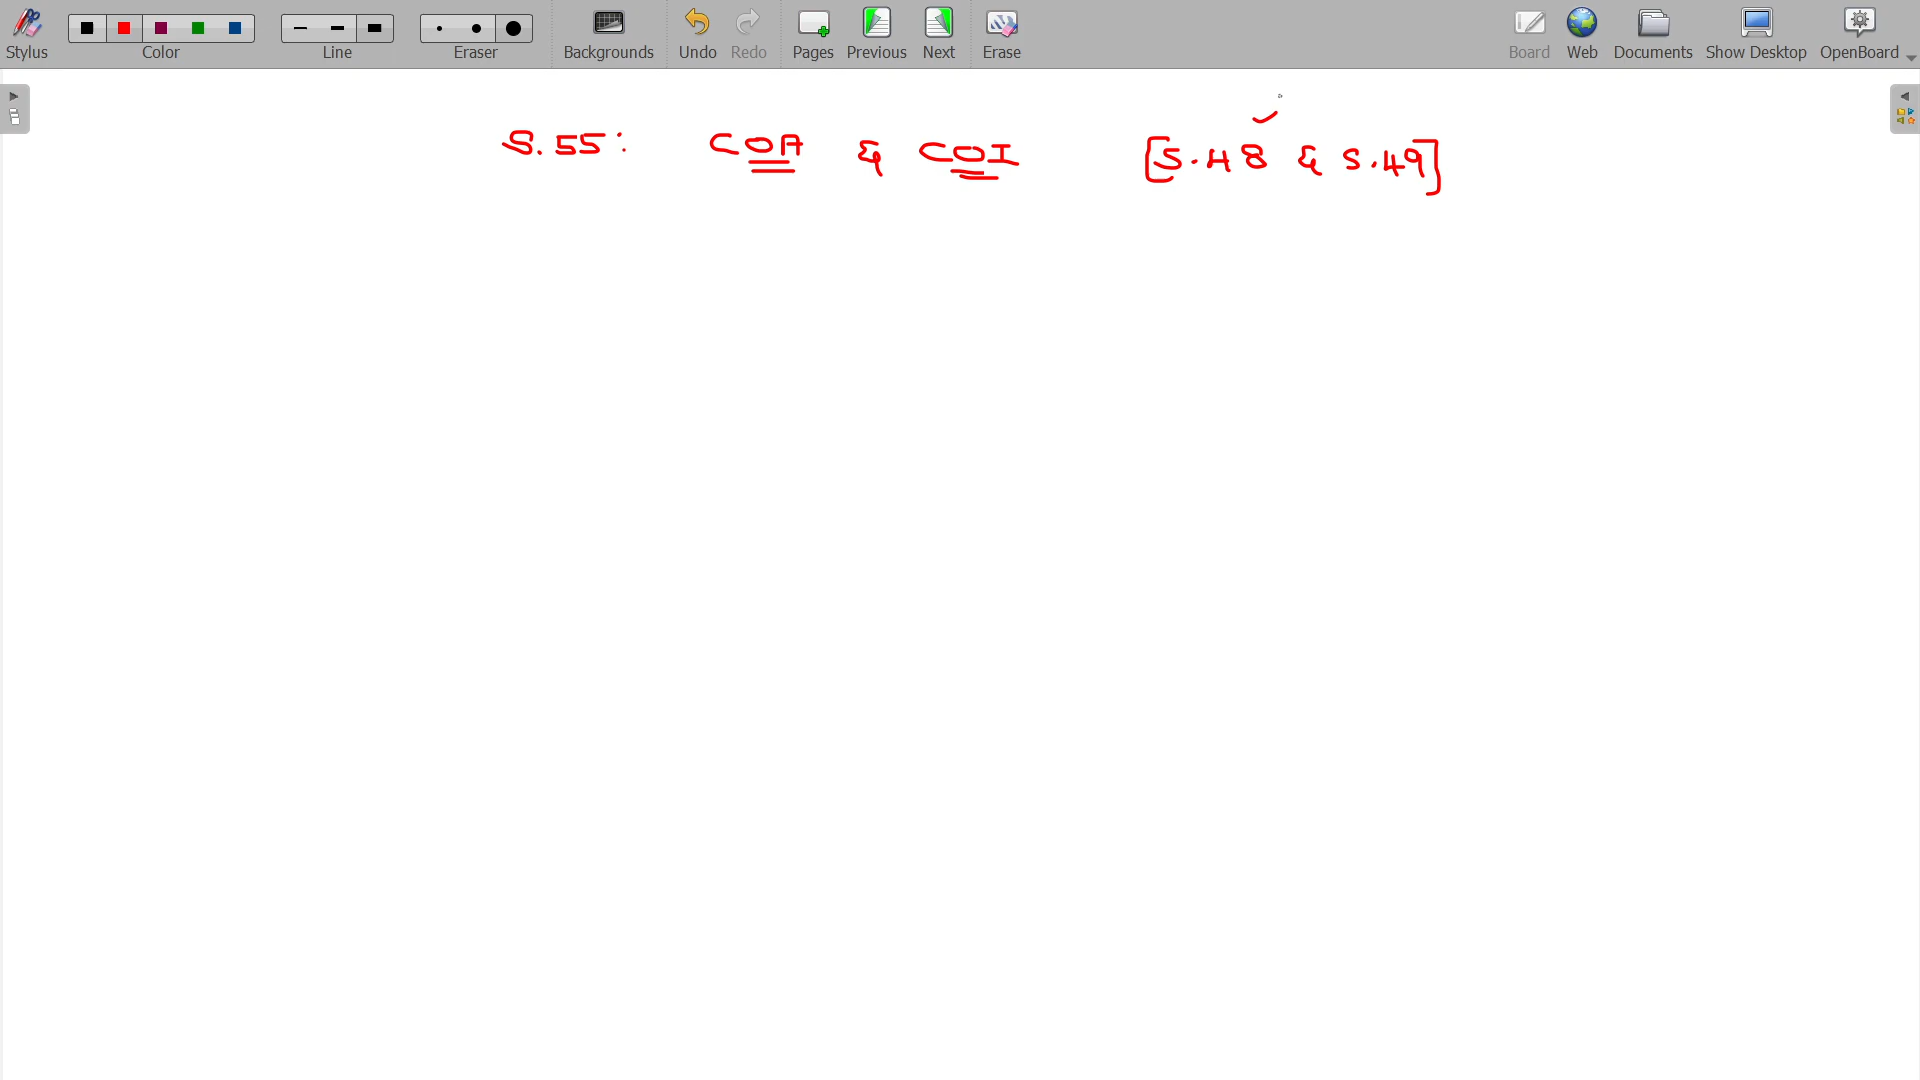 Stylus Color Line Eraser Backgrounds Undo Redo Pages Previous Next Erase Board Web Documents Show Desktop OpenBoard
S.55: COA & COI [S.48 & S.49]